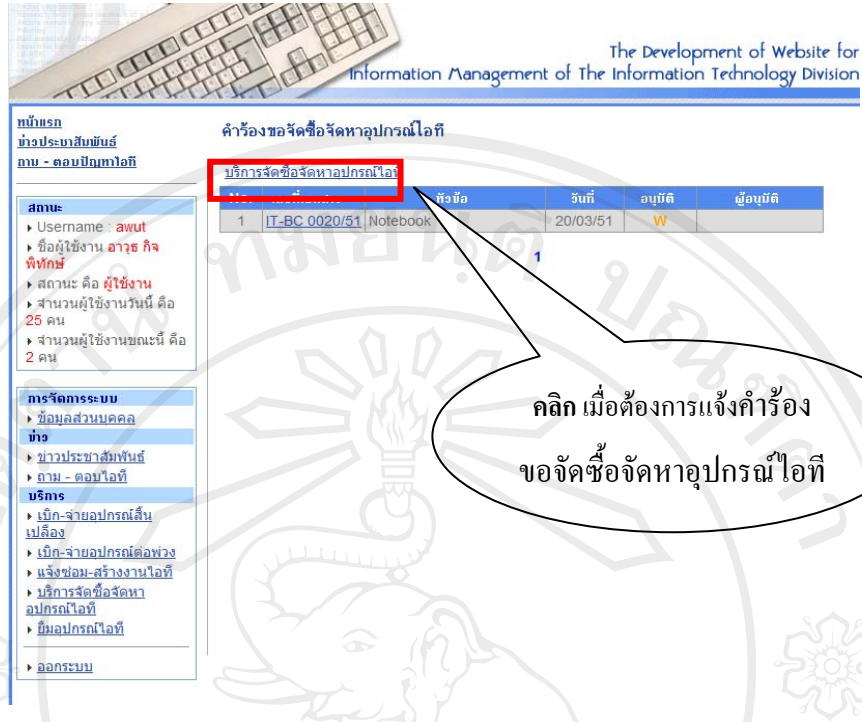 The Development of Website for
Information Management of The Information Technology Division
หน้าแรก
ข่าวประชาสัมพันธ์
ถาม - ตอบปัญหาไอที
สถานะ
Username : awut
ชื่อผู้ใช้งาน อาวุธ กิจ
พิทักษ์
สถานะ คือ ผู้ใช้งาน
จำนวนผู้ใช้งานวันนี้ คือ
25 คน
จำนวนผู้ใช้งานขณะนี้ คือ
2 คน
การจัดการระบบ
ข้อมูลส่วนบุคคล
ข่าว
ข่าวประชาสัมพันธ์
ถาม - ตอบไอที
บริการ
เบิก-จ่ายอุปกรณ์สิ้น
เปลือง
เบิก-จ่ายอุปกรณ์ต่อพ่วง
แจ้งซ่อม-สร้างงานไอที
บริการจัดซื้อจัดหา
อุปกรณ์ไอที
ยืมอุปกรณ์ไอที
ออกระบบ
คำร้องขอจัดซื้อจัดหาอุปกรณ์ไอที
บริการจัดซื้อจัดหาอุปกรณ์ไอที
หัวข้อ วันที่ อนุมัติ ผู้อนุมัติ
1 IT-BC 0020/51 Notebook 20/03/51 W
1
คลิก เมื่อต้องการแจ้งคำร้อง
ขอจัดซื้อจัดหาอุปกรณ์ไอที